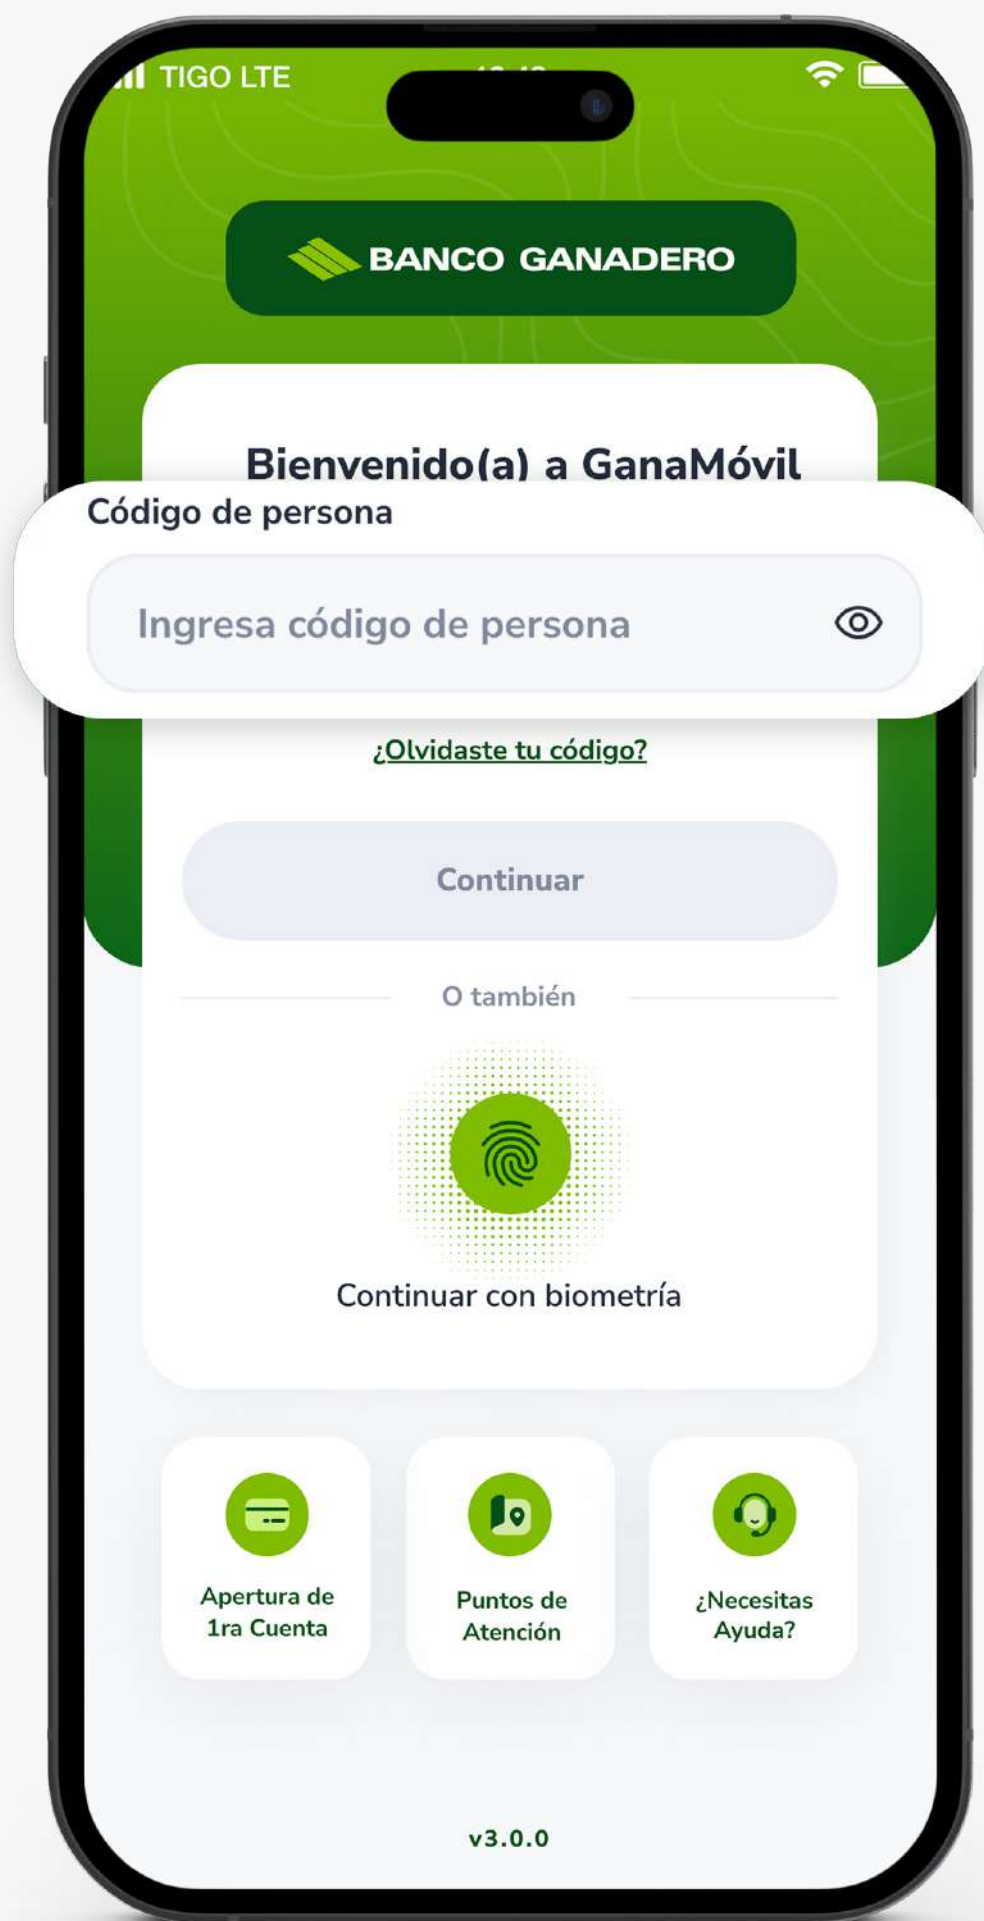 TIGO LTE
BANCO GANADERO
Bienvenido(a) a GanaMóvil
Código de persona
Ingresa código de persona
¿Olvidaste tu código?
Continuar
O también
Continuar con biometría
Apertura de
1ra Cuenta
Puntos de
Atención
¿Necesitas
Ayuda?
v3.0.0